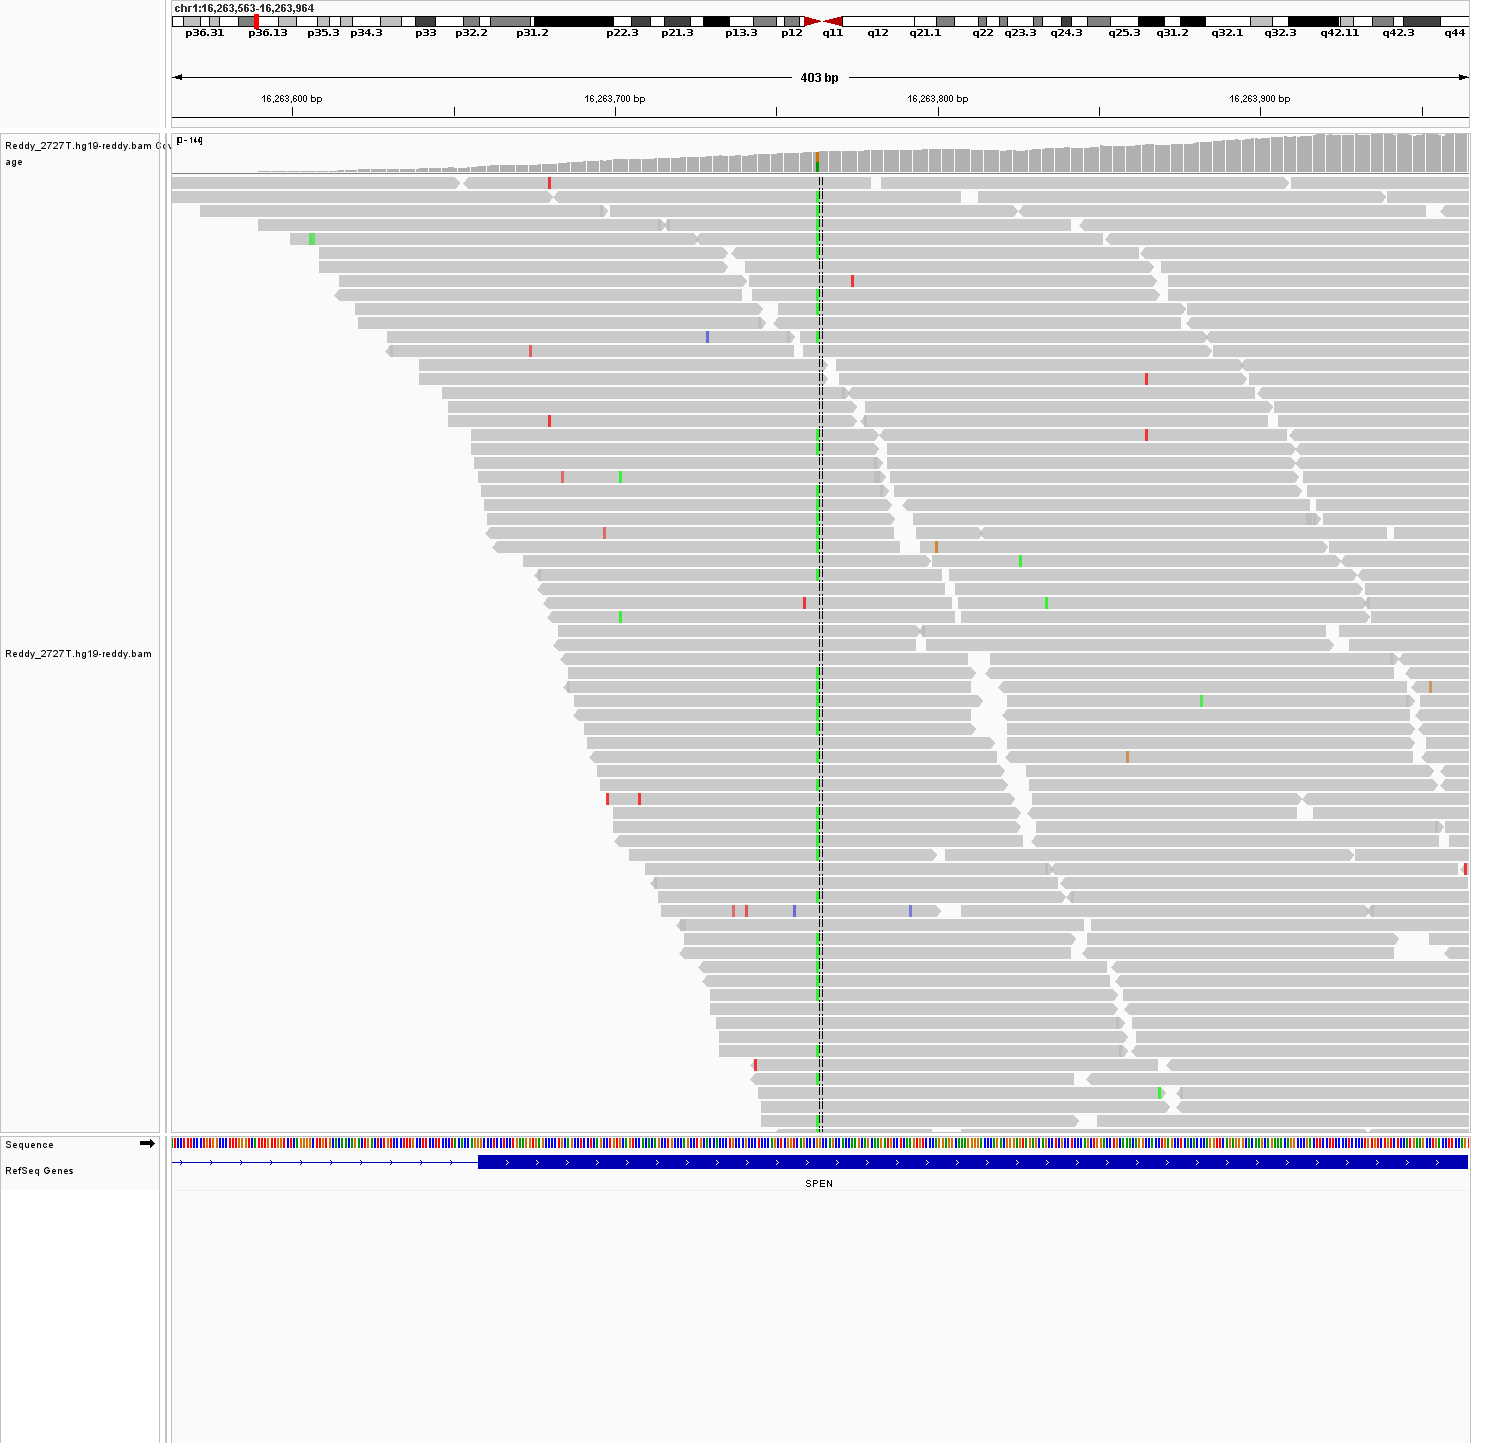 chr1:16,263,563-16,263,964
p36.31 p36.13 p35.3 p34.3 p33 p32.2 p31.2 p22.3 p21.3 p13.3 p12 q11 q12 q21.1 q22 q23.3 q24.3 q25.3 q31.2 q32.1 q32.3 q42.11 q42.3 q44
403 bp
16,263,600 bp 16,263,700 bp 16,263,800 bp 16,263,900 bp
Reddy_2727T.hg19-reddy.bam Cov
age
[0 - 144]
Reddy_2727T.hg19-reddy.bam
Sequence
RefSeq Genes
SPEN